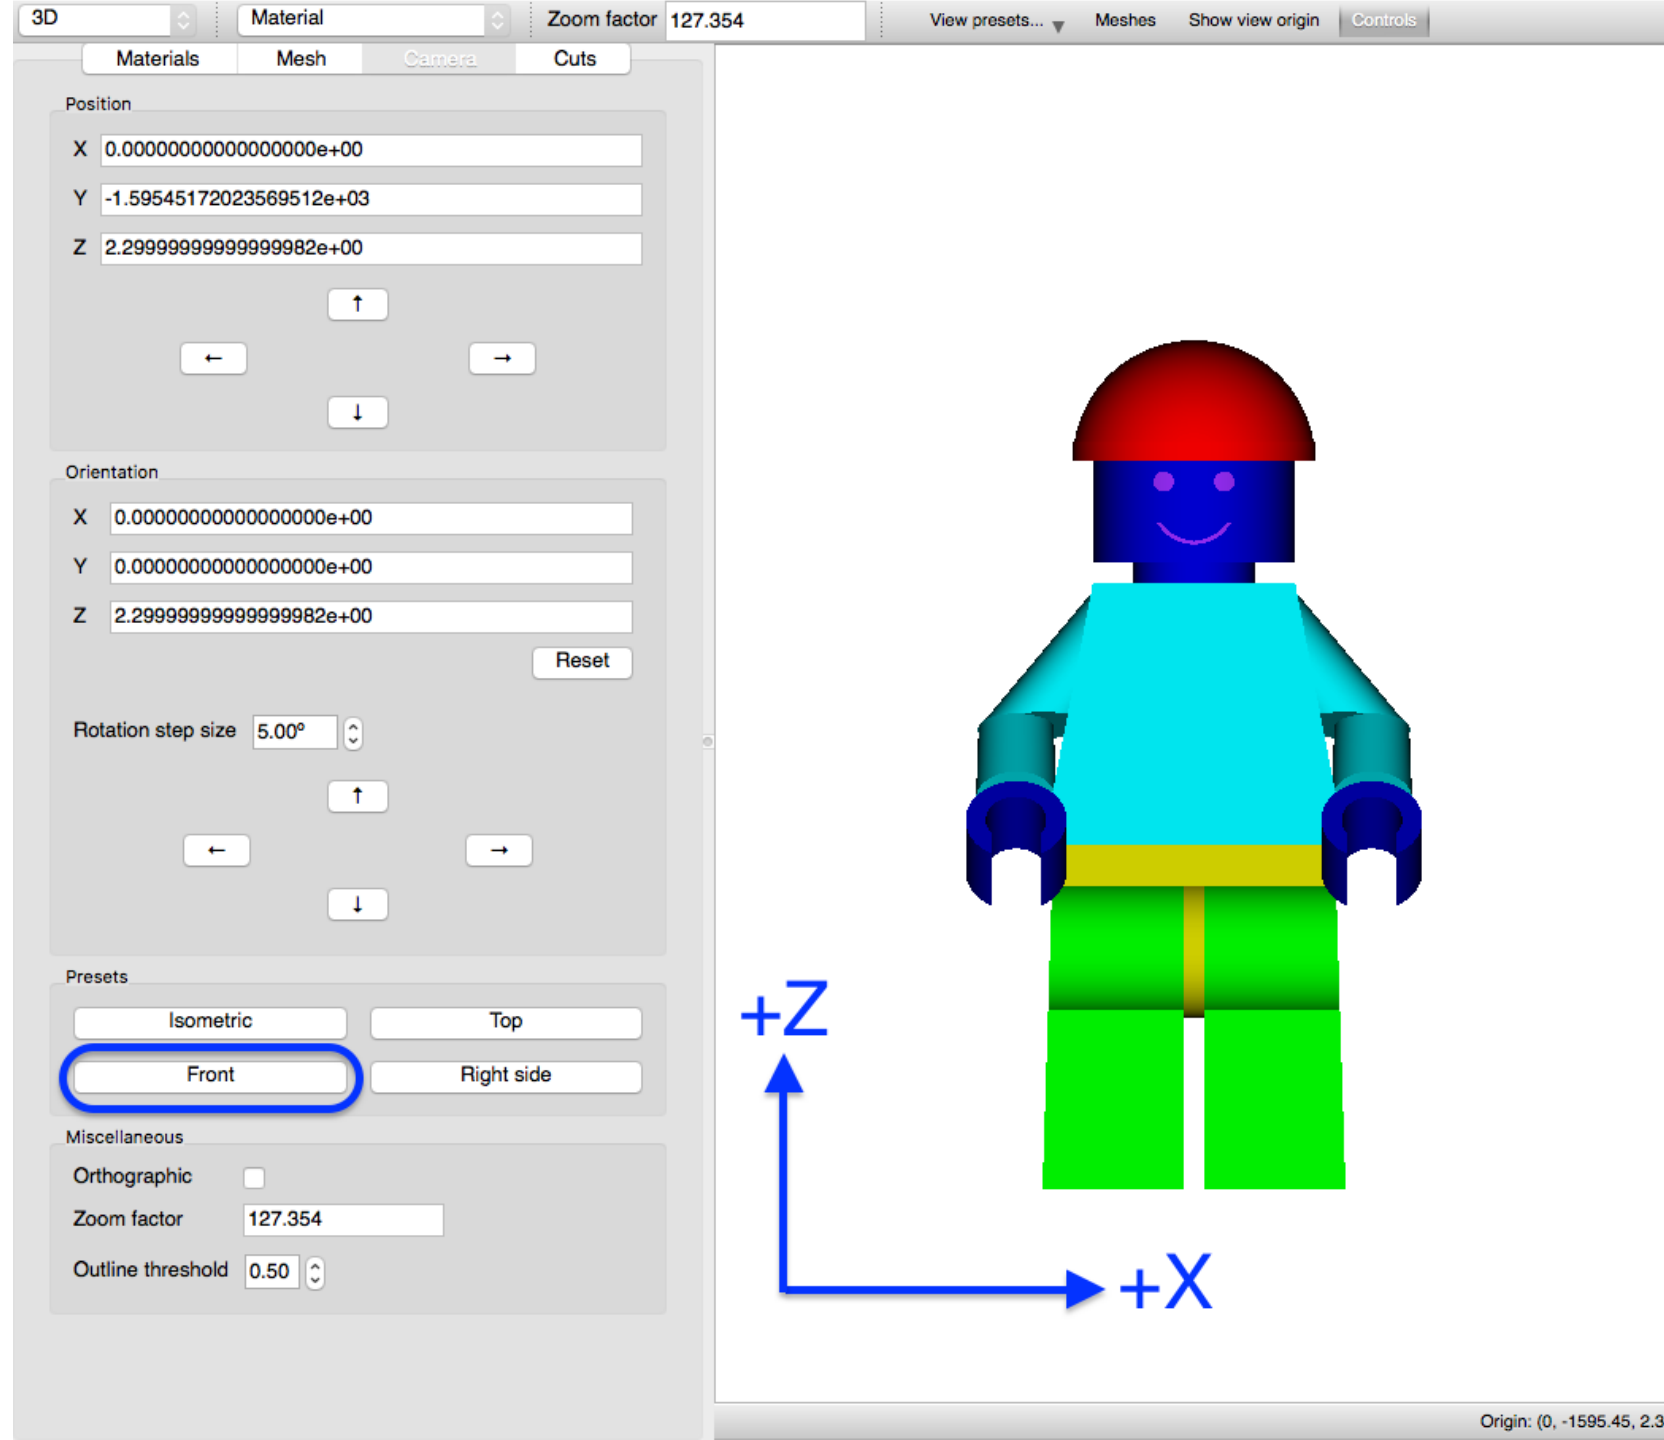 3D Material Zoom factor 127.354 View presets... Meshes Show view origin Controls
Materials Mesh Camera Cuts
Position
X 0.00000000000000000e+00
Y -1.59545172023569512e+03
Z 2.29999999999999982e+00
↑
← →
↓
Orientation
X 0.00000000000000000e+00
Y 0.00000000000000000e+00
Z 2.29999999999999982e+00
Reset
Rotation step size 5.00º
↑
← →
↓
Presets
Isometric Top
Front Right side
Miscellaneous
Orthographic
Zoom factor 127.354
Outline threshold 0.50
+Z
+X
Origin: (0, -1595.45, 2.3